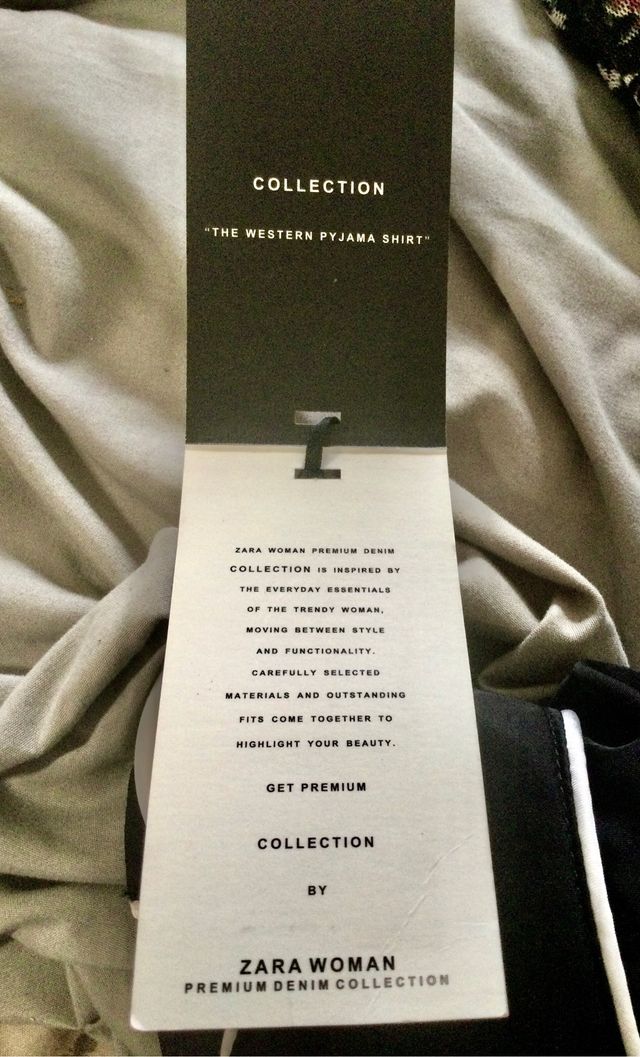 COLLECTION
"THE WESTERN PYJAMA SHIRT"
ZARA WOMAN PREMIUM DENIM
COLLECTION IS INSPIRED BY
THE EVERYDAY ESSENTIALS
OF THE TRENDY WOMAN,
MOVING BETWEEN STYLE
AND FUNCTIONALITY.
CAREFULLY SELECTED
MATERIALS AND OUTSTANDING
FITS COME TOGETHER TO
HIGHLIGHT YOUR BEAUTY.
GET PREMIUM
COLLECTION
BY
ZARA WOMAN
PREMIUM DENIM COLLECTION